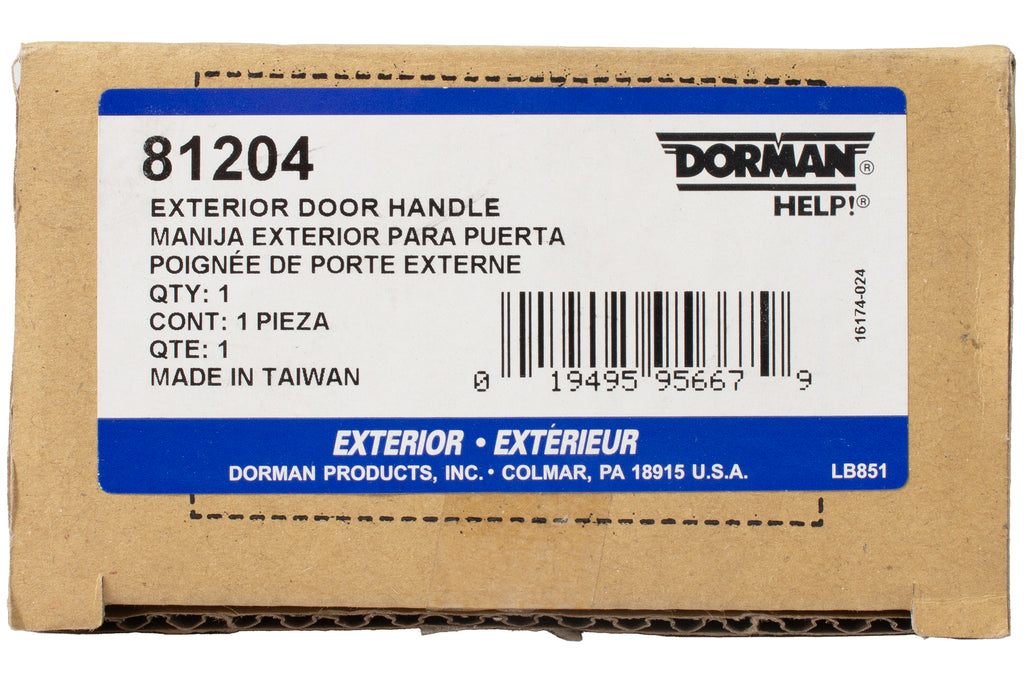 81204
DORMAN®
HELP!®
EXTERIOR DOOR HANDLE
MANIJA EXTERIOR PARA PUERTA
POIGNÉE DE PORTE EXTERNE
QTY: 1
CONT: 1 PIEZA
QTE: 1
MADE IN TAIWAN
16174-024
0 19495 95667 9
EXTERIOR • EXTÉRIEUR
DORMAN PRODUCTS, INC. • COLMAR, PA 18915 U.S.A.
LB851